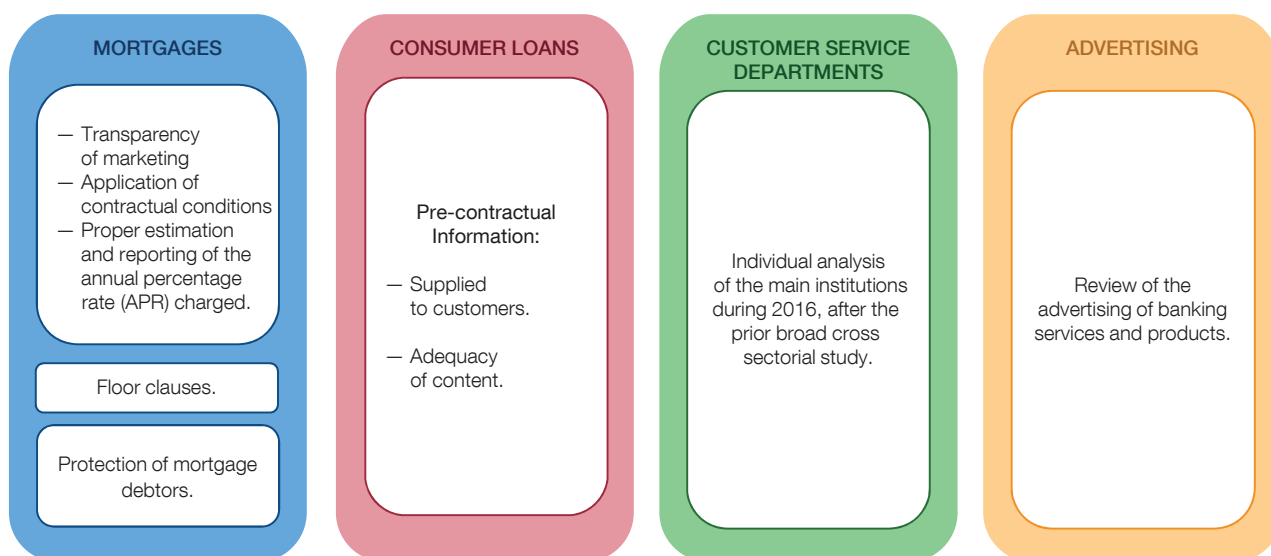 MORTGAGES
— Transparency
of marketing
— Application of
contractual conditions
— Proper estimation
and reporting of the
annual percentage
rate (APR) charged.
Floor clauses.
Protection of mortgage
debtors.
CONSUMER LOANS
Pre-contractual
Information:
— Supplied
to customers.
— Adequacy
of content.
CUSTOMER SERVICE
DEPARTMENTS
Individual analysis
of the main institutions
during 2016, after the
prior broad cross
sectorial study.
ADVERTISING
Review of the
advertising of banking
services and products.